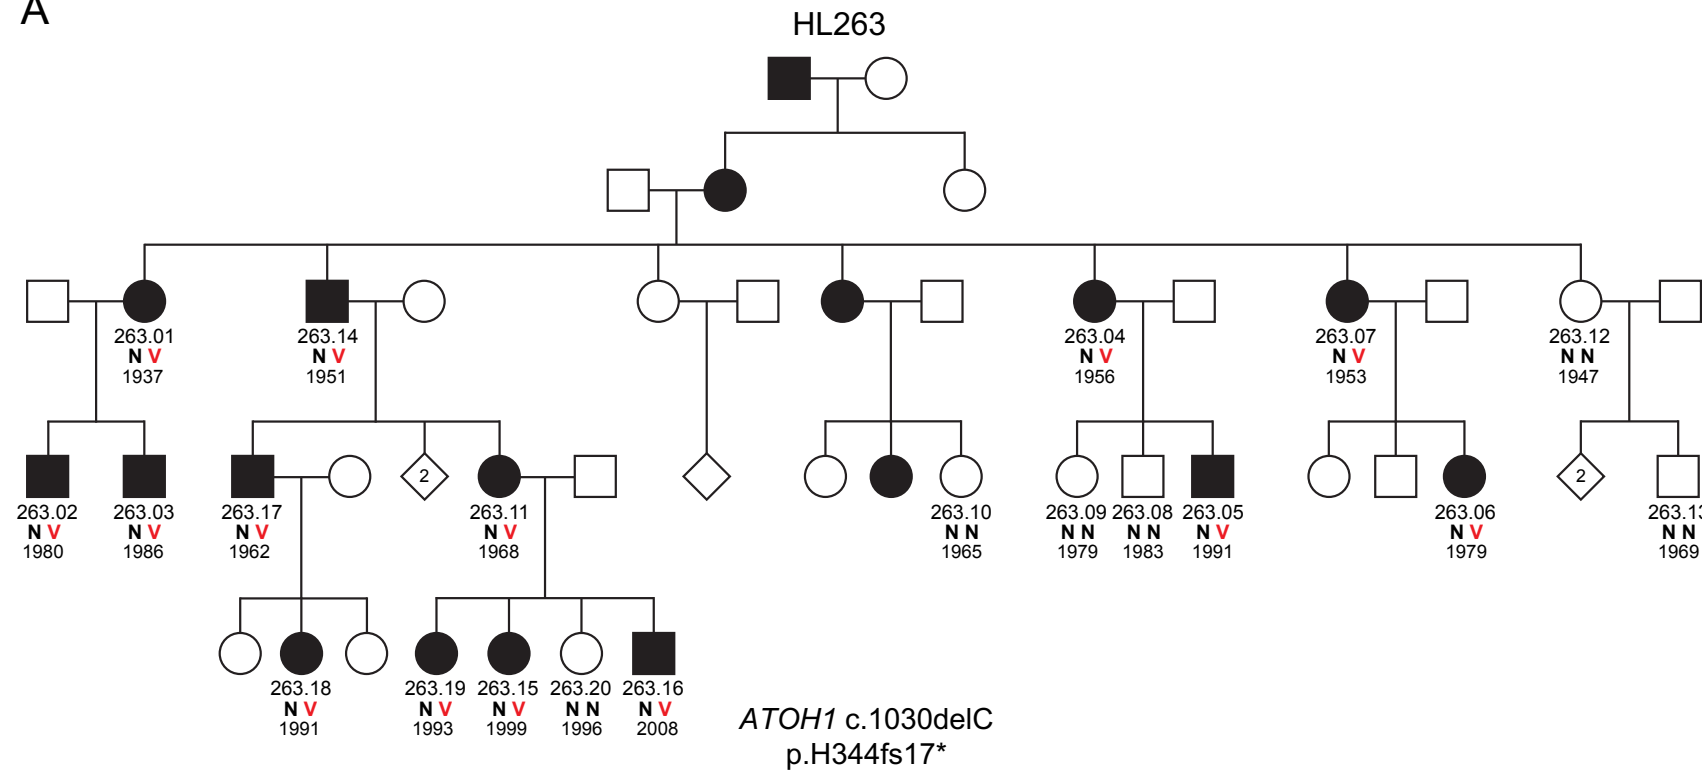 A
HL263
263.01
N V
1937
263.14
N V
1951
263.04
N V
1956
263.07
N V
1953
263.12
N N
1947
263.02
N V
1980
263.03
N V
1986
263.17
N V
1962
2
263.11
N V
1968
263.10
N N
1965
263.09
N N
1979
263.08
N N
1983
263.05
N V
1991
263.06
N V
1979
2
263.13
N N
1969
263.18
N V
1991
263.19
N V
1993
263.15
N V
1999
263.20
N N
1996
263.16
N V
2008
ATOH1 c.1030delC
p.H344fs17*